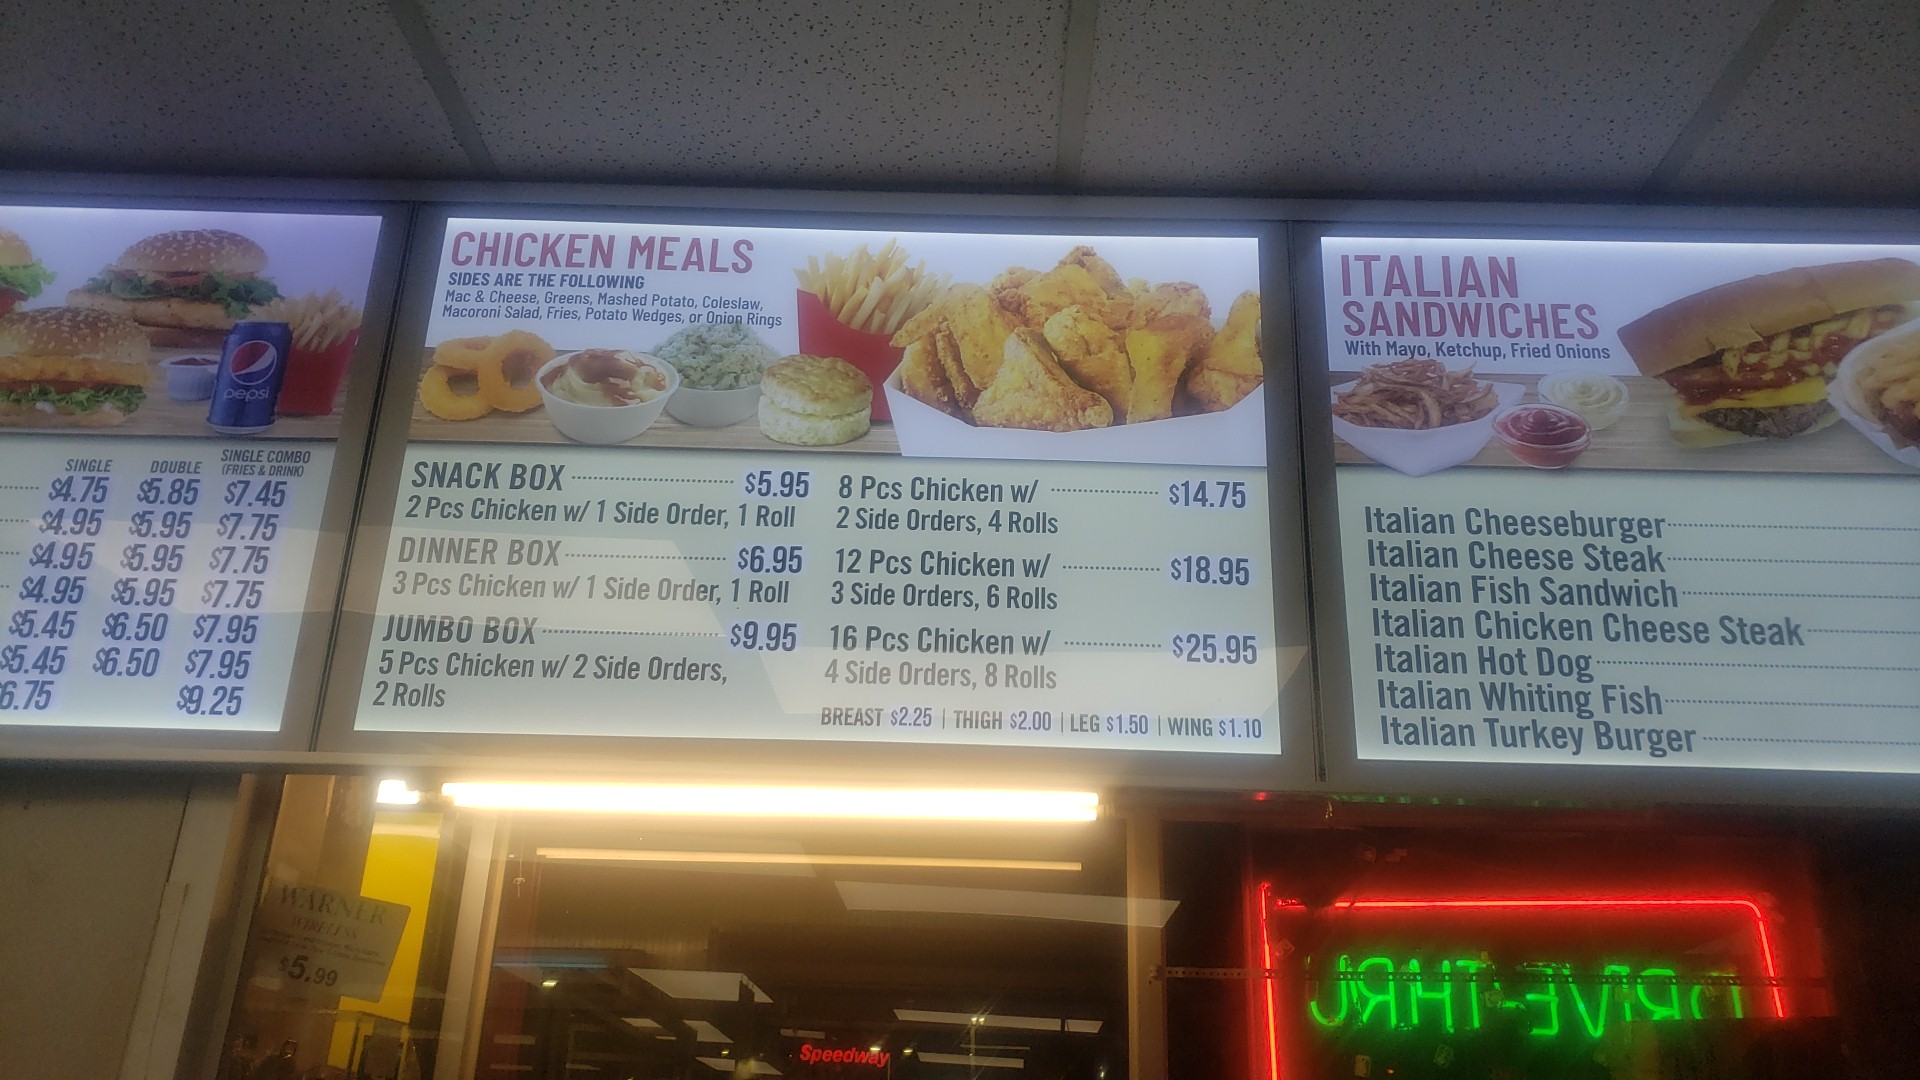 pepsi
SINGLE DOUBLE SINGLE COMBO
(FRIES & DRINK)
$4.75 $5.85 $7.45
$4.95 $5.95 $7.75
$4.95 $5.95 $7.75
$4.95 $5.95 $7.75
$5.45 $6.50 $7.95
$5.45 $6.50 $7.95
6.75 $9.25
CHICKEN MEALS
SIDES ARE THE FOLLOWING
Mac & Cheese, Greens, Mashed Potato, Coleslaw,
Macoroni Salad, Fries, Potato Wedges, or Onion Rings
SNACK BOX $5.95
2 Pcs Chicken w/ 1 Side Order, 1 Roll
DINNER BOX $6.95
3 Pcs Chicken w/ 1 Side Order, 1 Roll
JUMBO BOX $9.95
5 Pcs Chicken w/ 2 Side Orders,
2 Rolls
8 Pcs Chicken w/ $14.75
2 Side Orders, 4 Rolls
12 Pcs Chicken w/ $18.95
3 Side Orders, 6 Rolls
16 Pcs Chicken w/ $25.95
4 Side Orders, 8 Rolls
BREAST $2.25 | THIGH $2.00 | LEG $1.50 | WING $1.10
ITALIAN
SANDWICHES
With Mayo, Ketchup, Fried Onions
Italian Cheeseburger
Italian Cheese Steak
Italian Fish Sandwich
Italian Chicken Cheese Steak
Italian Hot Dog
Italian Whiting Fish
Italian Turkey Burger
WARNER
WIRELESS
$5.99
Speedway
DRIVE-THRU